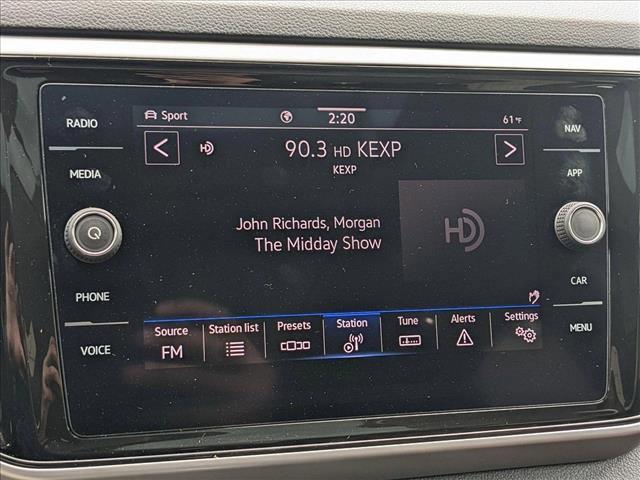 RADIO
MEDIA
PHONE
VOICE
Sport
2:20
61 °F
HD
90.3 HD KEXP
KEXP
John Richards, Morgan
The Midday Show
HD
Source
FM
Station list
Presets
Station
Tune
Alerts
Settings
NAV
APP
CAR
MENU